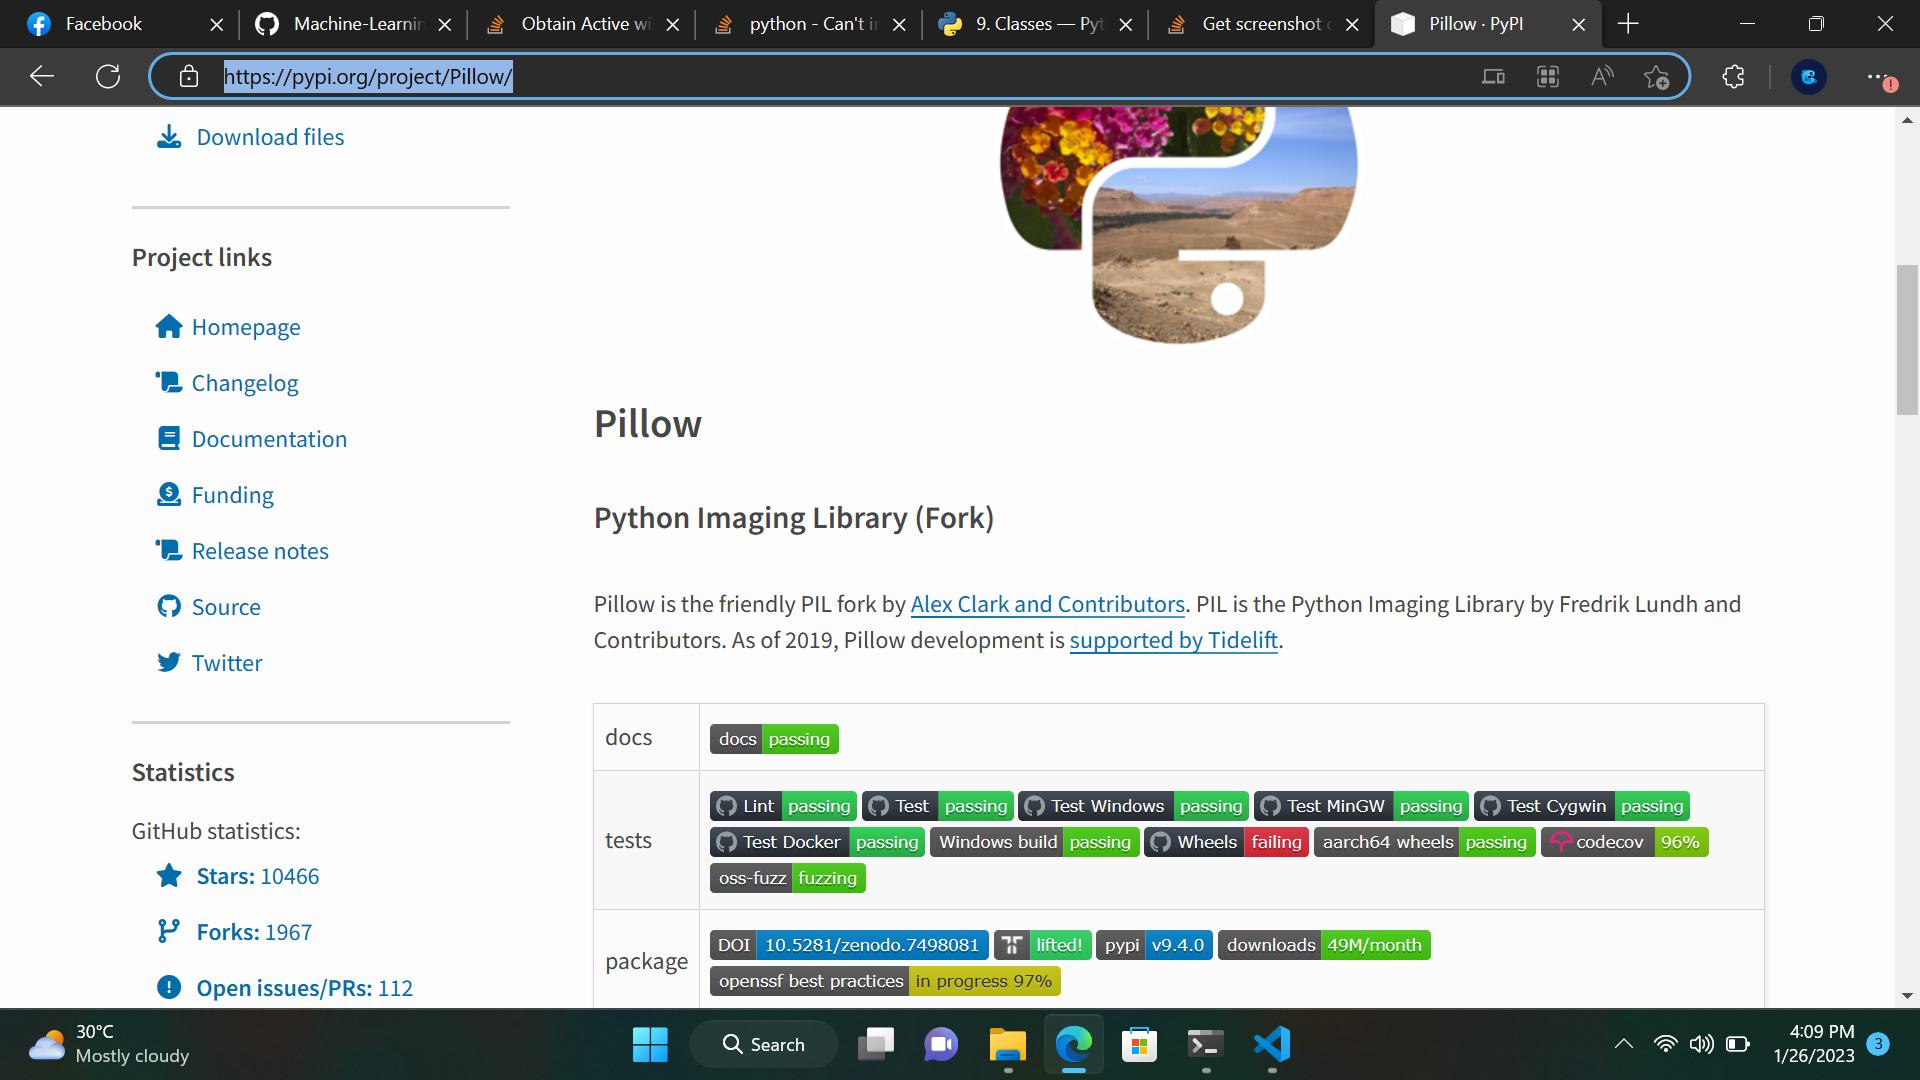 Facebook
Machine-Learnin
Obtain Active wi
python - Can't i
9. Classes — Pyt
Get screenshot
Pillow · PyPI
https://pypi.org/project/Pillow/
Download files
Project links
Homepage
Changelog
Documentation
Funding
Release notes
Source
Twitter
Statistics
GitHub statistics:
Stars: 10466
Forks: 1967
Open issues/PRs: 112
Pillow
Python Imaging Library (Fork)
Pillow is the friendly PIL fork by Alex Clark and Contributors. PIL is the Python Imaging Library by Fredrik Lundh and
Contributors. As of 2019, Pillow development is supported by Tidelift.
docs
docs passing
tests
Lint passing Test passing Test Windows passing Test MinGW passing Test Cygwin passing
Test Docker passing Windows build passing Wheels failing aarch64 wheels passing codecov 96%
oss-fuzz fuzzing
package
DOI 10.5281/zenodo.7498081 lifted! pypi v9.4.0 downloads 49M/month
openssf best practices in progress 97%
30°C
Mostly cloudy
Search
4:09 PM
1/26/2023
3